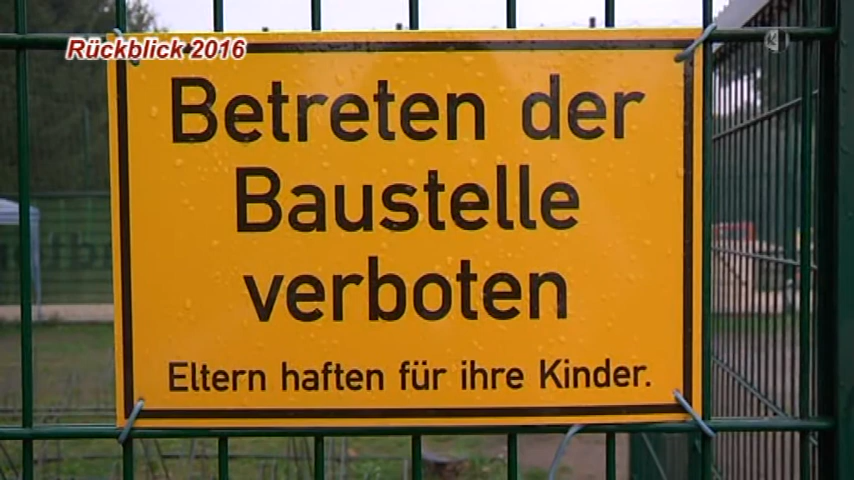 Rückblick 2016
Betreten der
Baustelle
verboten
Eltern haften für ihre Kinder.